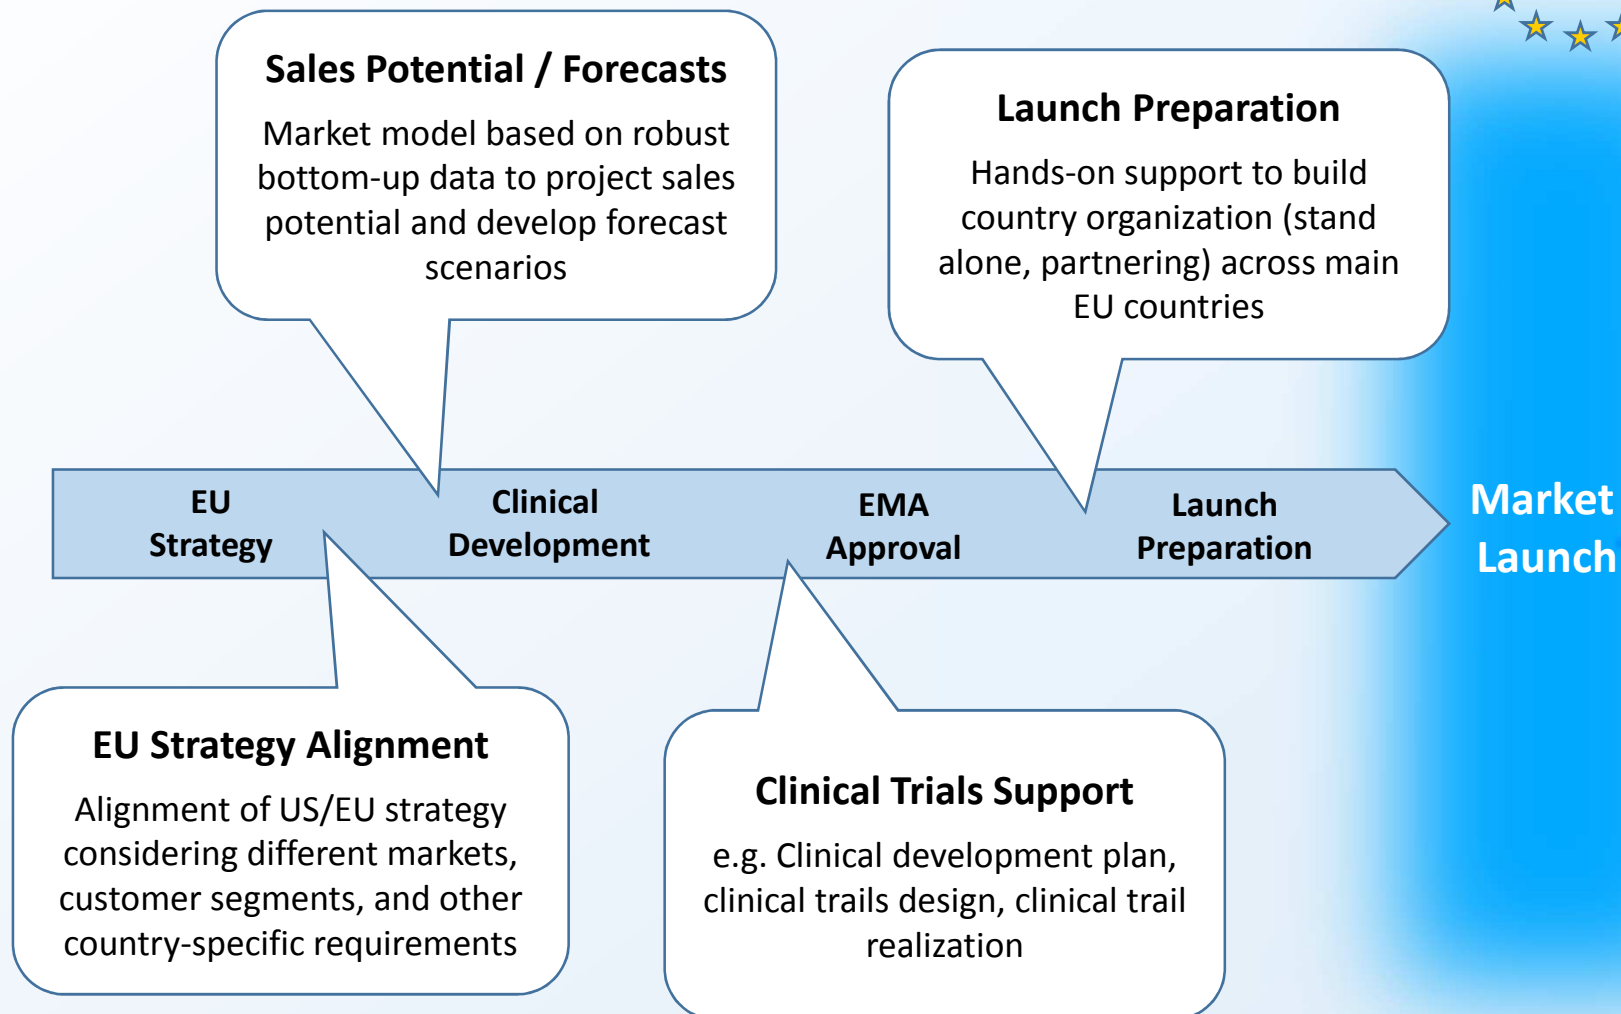 Sales Potential / Forecasts
Market model based on robust
bottom-up data to project sales
potential and develop forecast
scenarios
Launch Preparation
Hands-on support to build
country organization (stand
alone, partnering) across main
EU countries
EU
Strategy
Clinical
Development
EMA
Approval
Launch
Preparation
Market
Launch
EU Strategy Alignment
Alignment of US/EU strategy
considering different markets,
customer segments, and other
country-specific requirements
Clinical Trials Support
e.g. Clinical development plan,
clinical trails design, clinical trail
realization